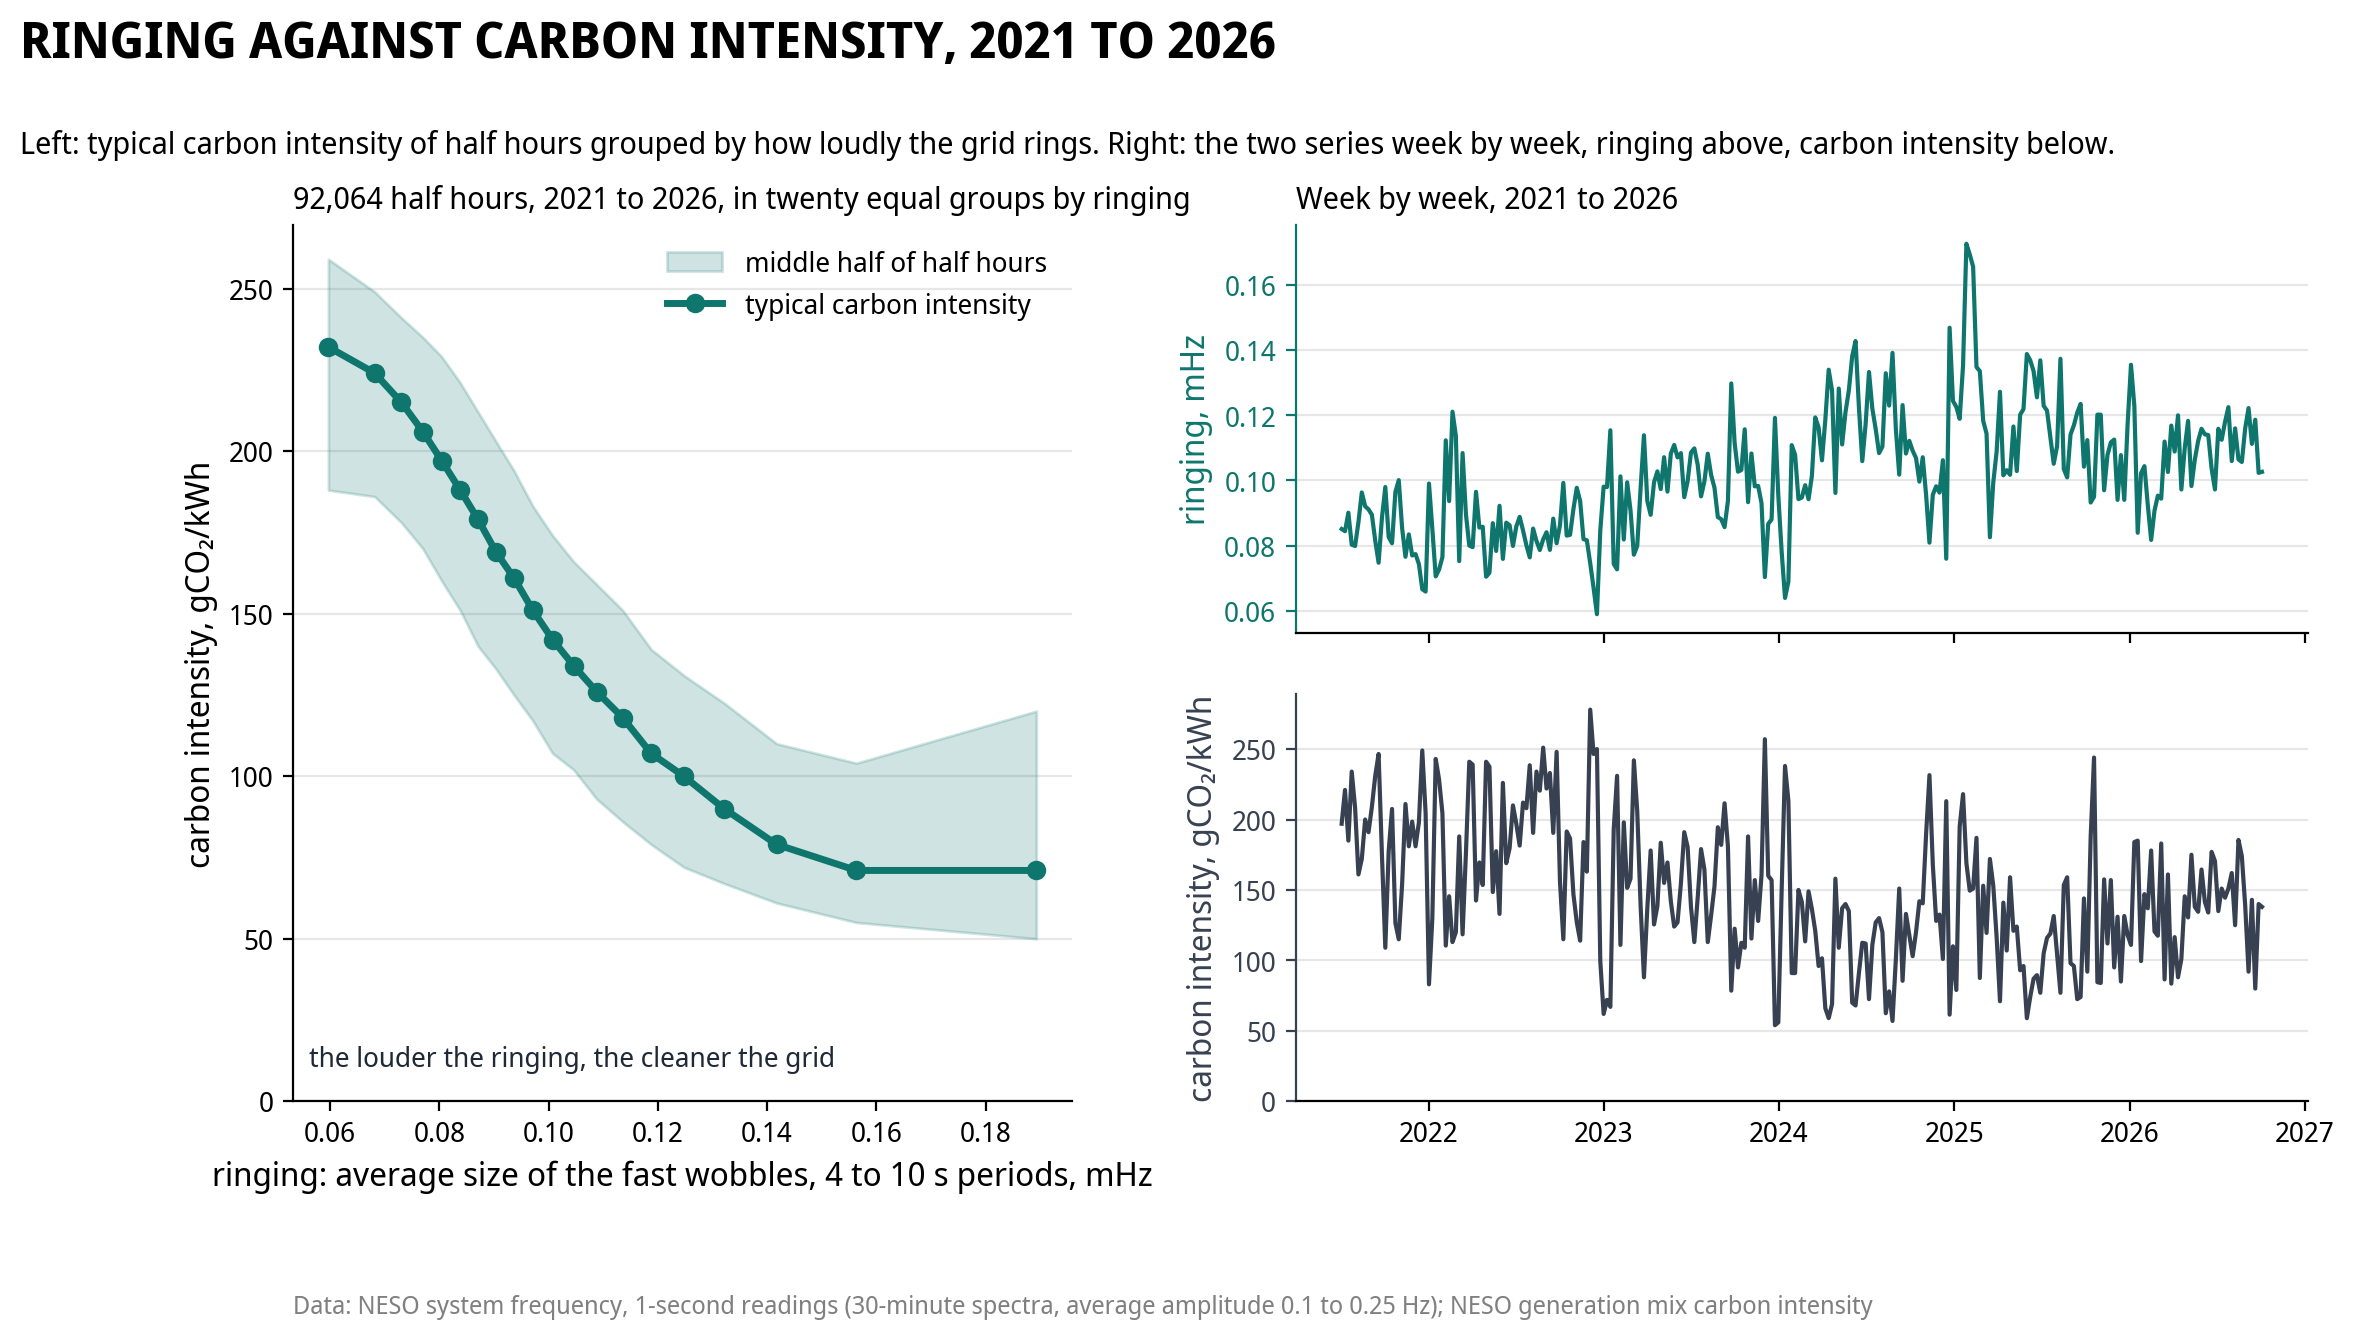 RINGING AGAINST CARBON INTENSITY, 2021 TO 2026
Left: typical carbon intensity of half hours grouped by how loudly the grid rings. Right: the two series week by week, ringing above, carbon intensity below.
92,064 half hours, 2021 to 2026, in twenty equal groups by ringing
middle half of half hours
typical carbon intensity
carbon intensity, gCO₂/kWh
250
200
150
100
50
0
the louder the ringing, the cleaner the grid
0.06 0.08 0.10 0.12 0.14 0.16 0.18
ringing: average size of the fast wobbles, 4 to 10 s periods, mHz
Week by week, 2021 to 2026
ringing, mHz
0.16
0.14
0.12
0.10
0.08
0.06
carbon intensity, gCO₂/kWh
250
200
150
100
50
0
2022 2023 2024 2025 2026 2027
Data: NESO system frequency, 1-second readings (30-minute spectra, average amplitude 0.1 to 0.25 Hz); NESO generation mix carbon intensity